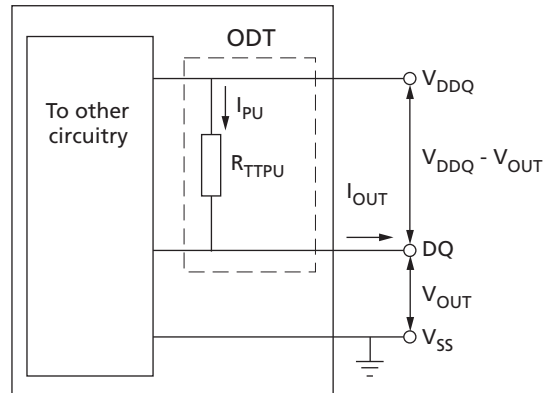 ODT
V_DDQ
To other
circuitry
I_PU
R_TTPU
V_DDQ - V_OUT
I_OUT
DQ
V_OUT
V_SS